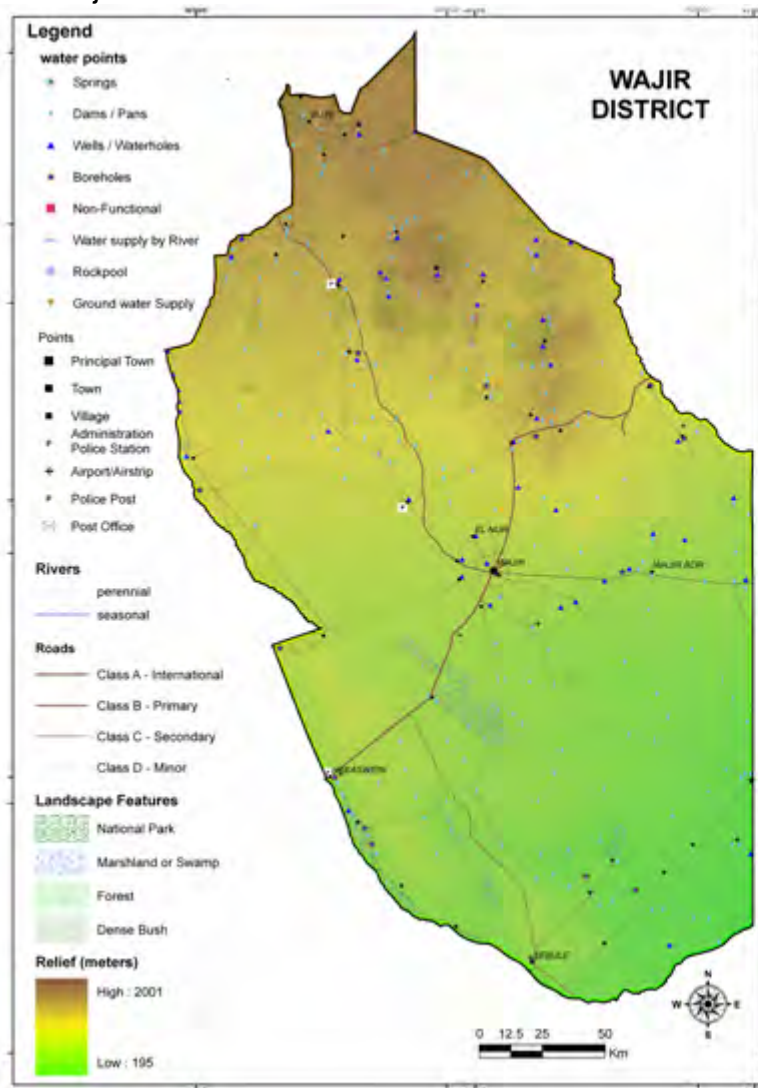 Legend
WAJIR
DISTRICT
water points
Springs
Dams / Pans
Wells / Waterholes
Boreholes
Non-Functional
Water supply by River
Rockpool
Ground water Supply
Points
Principal Town
Town
Village
Administration
Police Station
Airport/Airstrip
Police Post
Post Office
Rivers
perennial
seasonal
Roads
Class A - International
Class B - Primary
Class C - Secondary
Class D - Minor
Landscape Features
National Park
Marshland or Swamp
Forest
Dense Bush
Relief (meters)
High : 2001
Low : 195
EL NUR
WAJIR
WAJIR BOR
N
W
E
S
0 12.5 25 50
Km